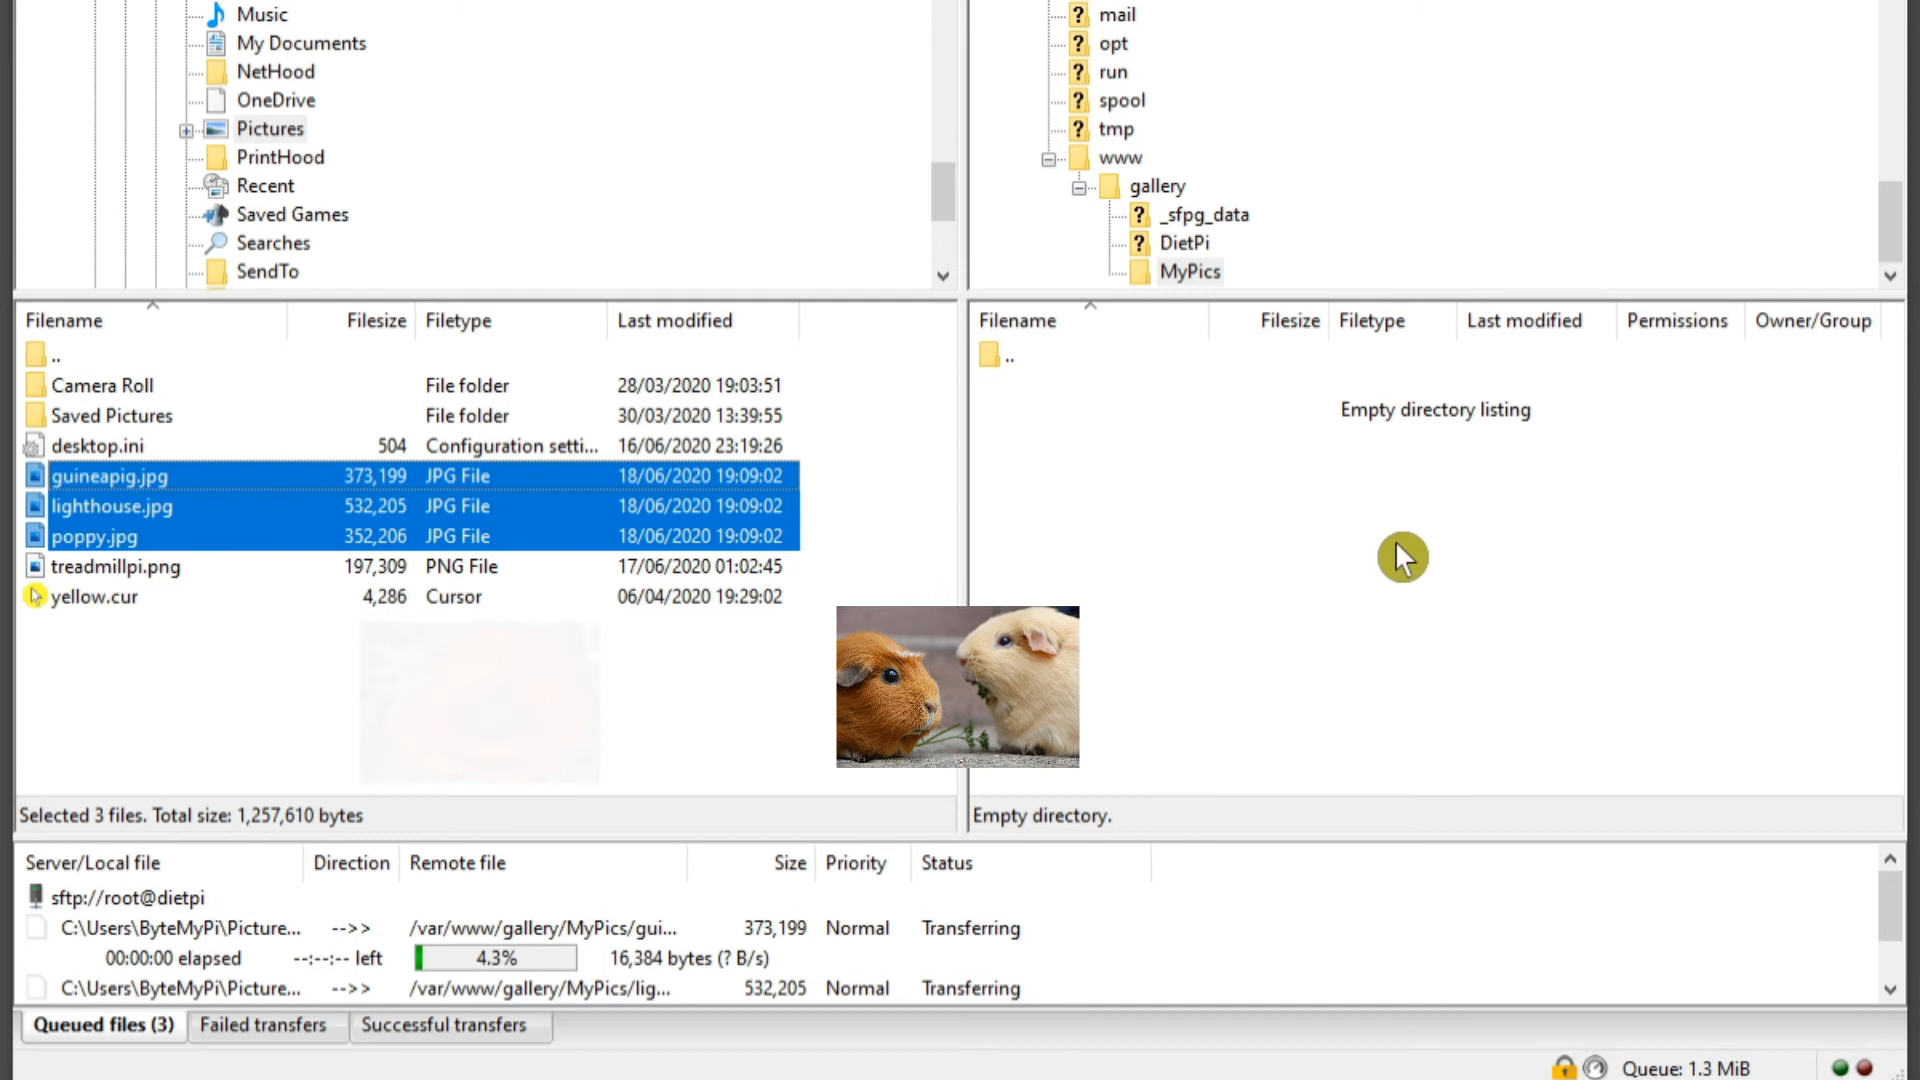 Music
My Documents
NetHood
OneDrive
Pictures
PrintHood
Recent
Saved Games
Searches
SendTo
mail
opt
run
spool
tmp
www
gallery
_sfpg_data
DietPi
MyPics
Filename Filesize Filetype Last modified
..
Camera Roll File folder 28/03/2020 19:03:51
Saved Pictures File folder 30/03/2020 13:39:55
desktop.ini 504 Configuration setti... 16/06/2020 23:19:26
guineapig.jpg 373,199 JPG File 18/06/2020 19:09:02
lighthouse.jpg 532,205 JPG File 18/06/2020 19:09:02
poppy.jpg 352,206 JPG File 18/06/2020 19:09:02
treadmillpi.png 197,309 PNG File 17/06/2020 01:02:45
yellow.cur 4,286 Cursor 06/04/2020 19:29:02
Selected 3 files. Total size: 1,257,610 bytes
Filename Filesize Filetype Last modified Permissions Owner/Group
..
Empty directory listing
Empty directory.
Server/Local file Direction Remote file Size Priority Status
sftp://root@dietpi
C:\Users\ByteMyPi\Picture... -->> /var/www/gallery/MyPics/gui... 373,199 Normal Transferring
00:00:00 elapsed --:--:-- left 4.3% 16,384 bytes (? B/s)
C:\Users\ByteMyPi\Picture... -->> /var/www/gallery/MyPics/lig... 532,205 Normal Transferring
Queued files (3) Failed transfers Successful transfers
Queue: 1.3 MiB